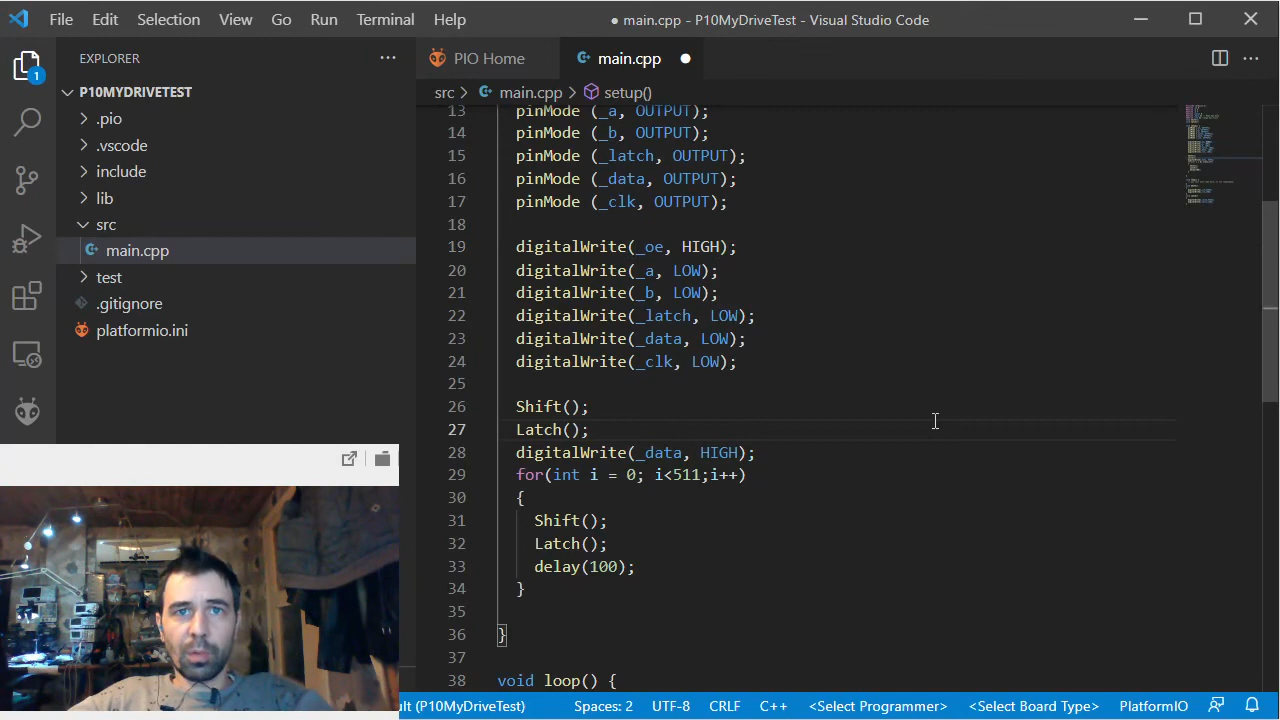 File Edit Selection View Go Run Terminal Help
● main.cpp - P10MyDriveTest - Visual Studio Code
EXPLORER
P10MYDRIVETEST
.pio
.vscode
include
lib
src
main.cpp
test
.gitignore
platformio.ini
1
PIO Home
main.cpp
src > main.cpp > setup()
13 pinMode (_a, OUTPUT);
14 pinMode (_b, OUTPUT);
15 pinMode (_latch, OUTPUT);
16 pinMode (_data, OUTPUT);
17 pinMode (_clk, OUTPUT);
18
19 digitalWrite(_oe, HIGH);
20 digitalWrite(_a, LOW);
21 digitalWrite(_b, LOW);
22 digitalWrite(_latch, LOW);
23 digitalWrite(_data, LOW);
24 digitalWrite(_clk, LOW);
25
26 Shift();
27 Latch();
28 digitalWrite(_data, HIGH);
29 for(int i = 0; i<511;i++)
30 {
31 Shift();
32 Latch();
33 delay(100);
34 }
35
36 }
37
38 void loop() {
ult (P10MyDriveTest) Spaces: 2 UTF-8 CRLF C++ <Select Programmer> <Select Board Type> PlatformIO